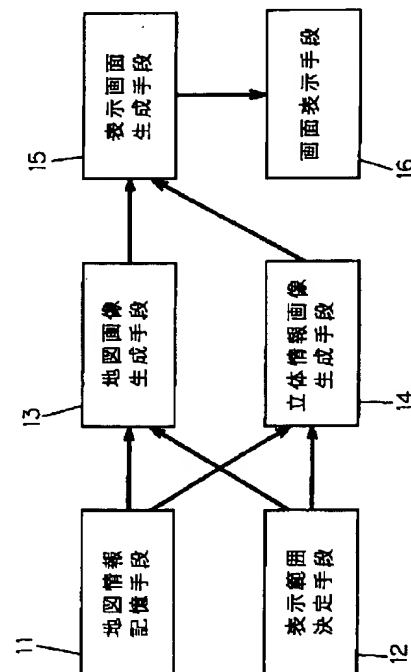 11
地図情報
記憶手段
12
表示範囲
決定手段
13
地図画像
生成手段
14
立体情報画像
生成手段
15
表示画面
生成手段
16
画面表示手段